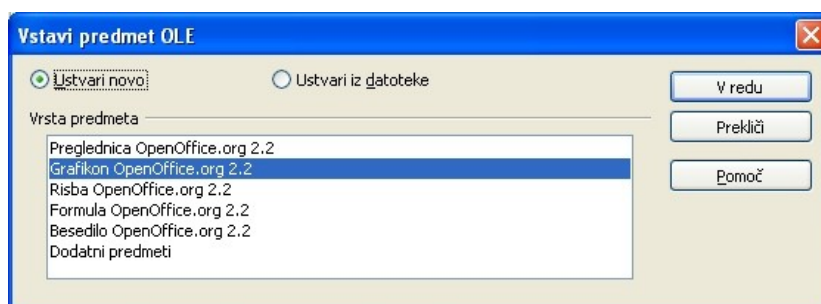 Vstavi predmet OLE
Ustvari novo
Ustvari iz datoteke
V redu
Vrsta predmeta
Prekliči
Preglednica OpenOffice.org 2.2
Grafikon OpenOffice.org 2.2
Pomoč
Risba OpenOffice.org 2.2
Formula OpenOffice.org 2.2
Besedilo OpenOffice.org 2.2
Dodatni predmeti